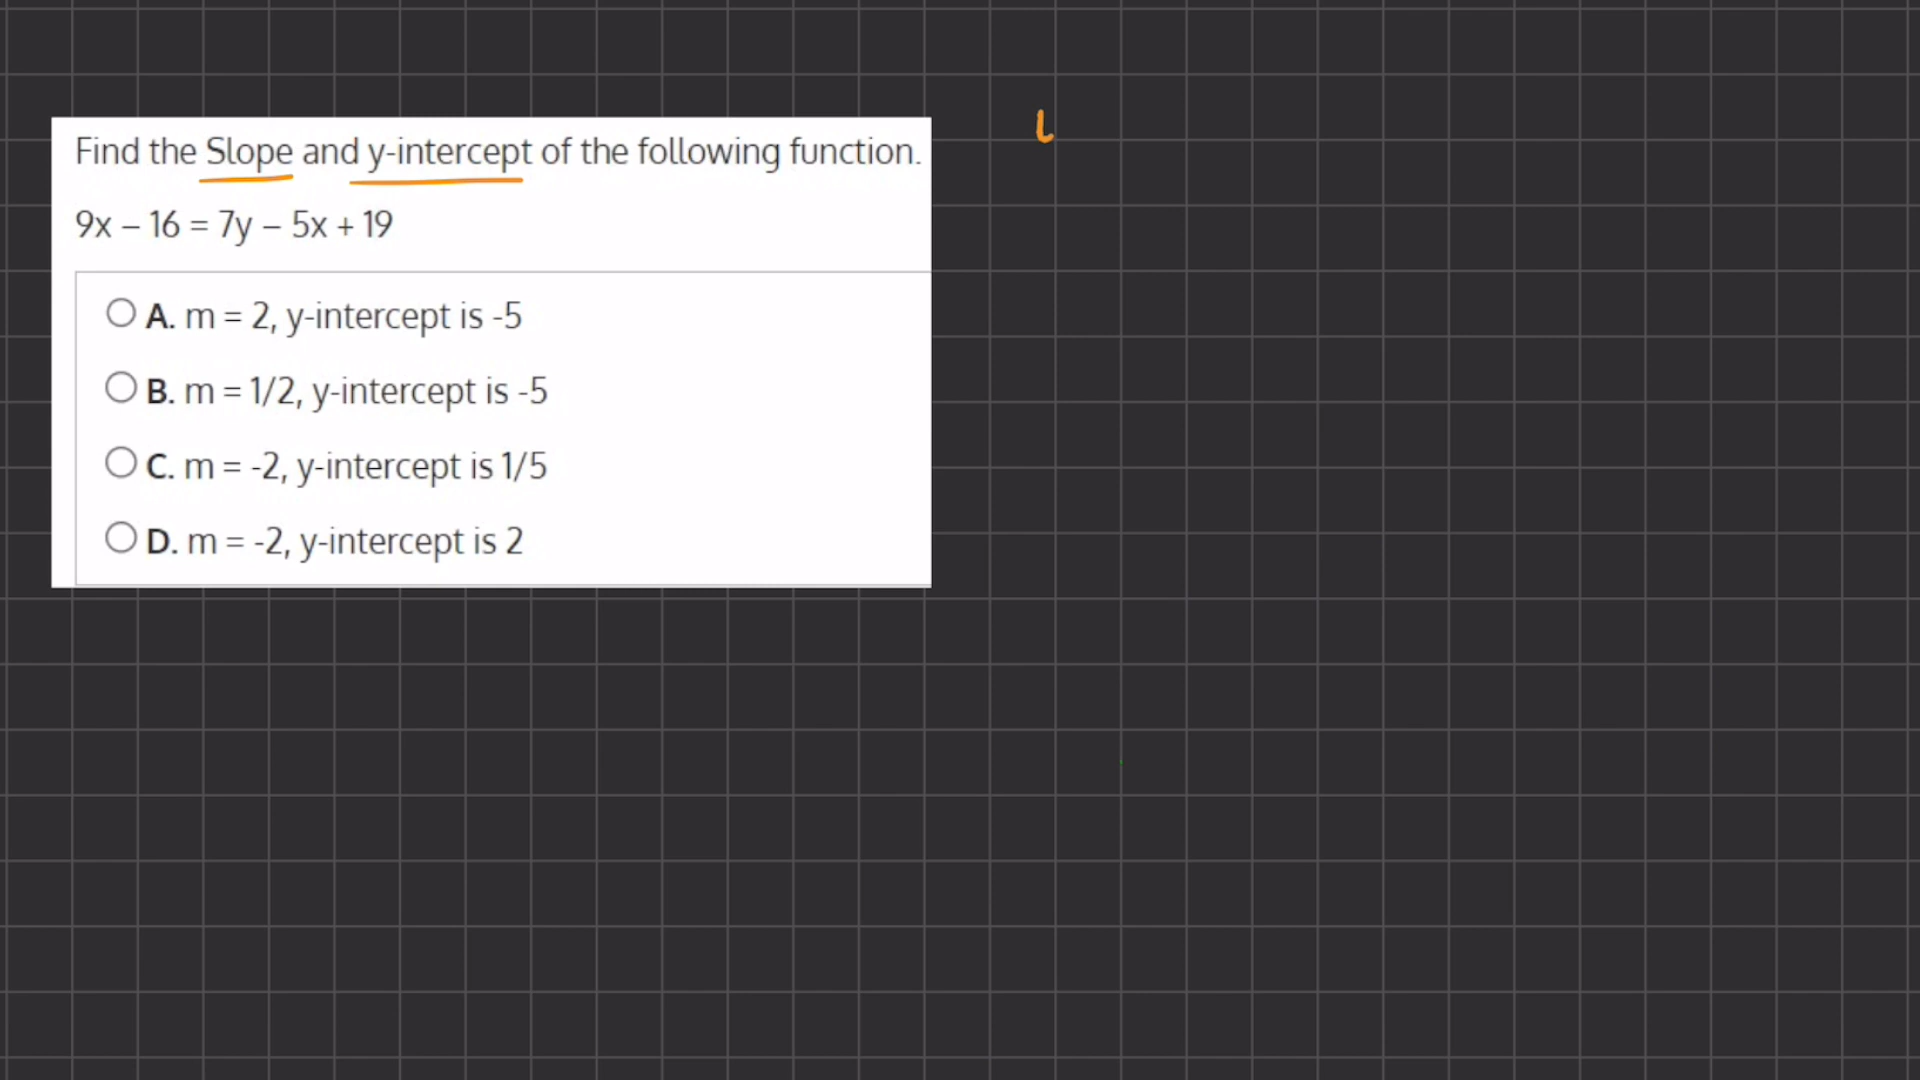 Find the Slope and y-intercept of the following function.
9x – 16 = 7y – 5x + 19
A. m = 2, y-intercept is -5
B. m = 1/2, y-intercept is -5
C. m = -2, y-intercept is 1/5
D. m = -2, y-intercept is 2